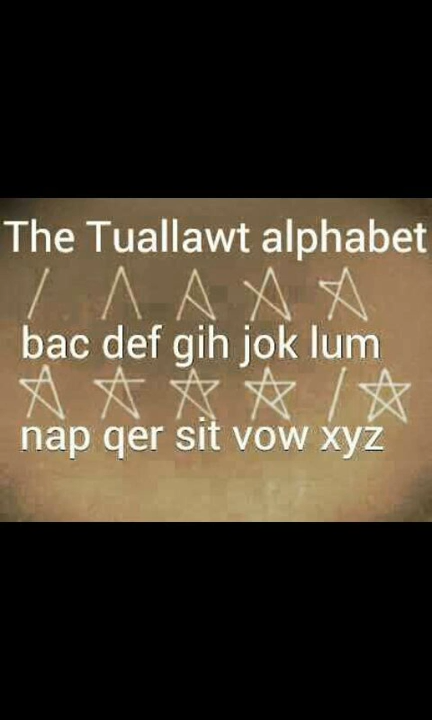 The Tuallawt alphabet
bac def gih jok lum
nap qer sit vow xyz